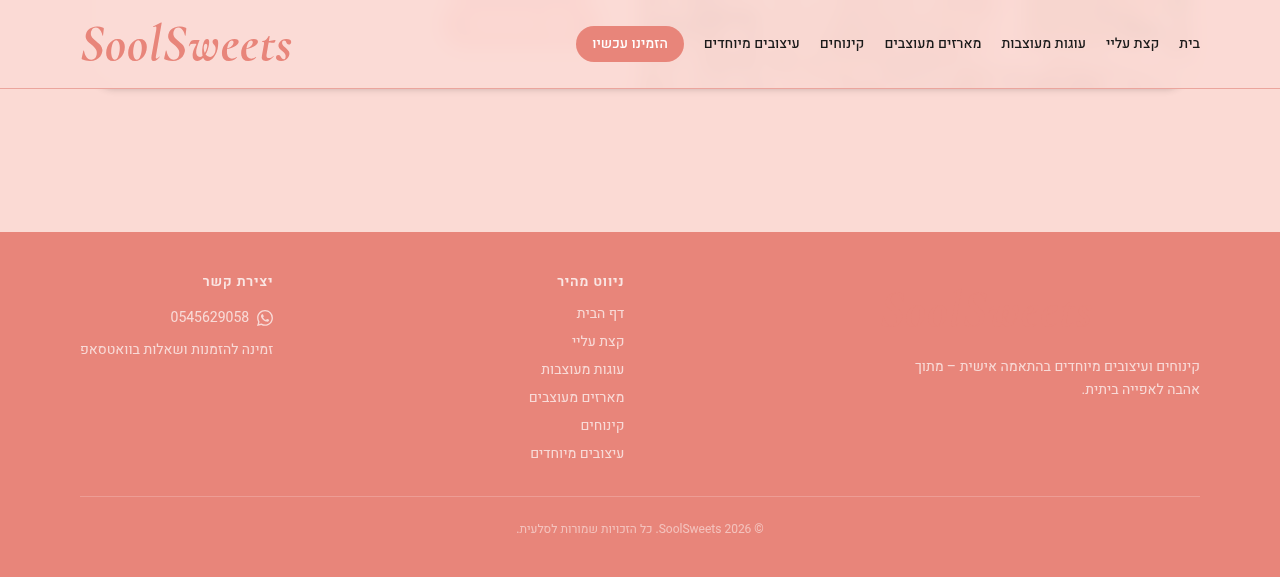 בית
קצת עליי
עוגות מעוצבות
מארזים מעוצבים
קינוחים
עיצובים מיוחדים
הזמינו עכשיו
SoolSweets
קינוחים ועיצובים מיוחדים בהתאמה אישית – מתוך
אהבה לאפייה ביתית.
ניווט מהיר
דף הבית
קצת עליי
עוגות מעוצבות
מארזים מעוצבים
קינוחים
עיצובים מיוחדים
יצירת קשר
0545629058
זמינה להזמנות ושאלות בוואטסאפ
© 2026 SoolSweets. כל הזכויות שמורות לסלעית.